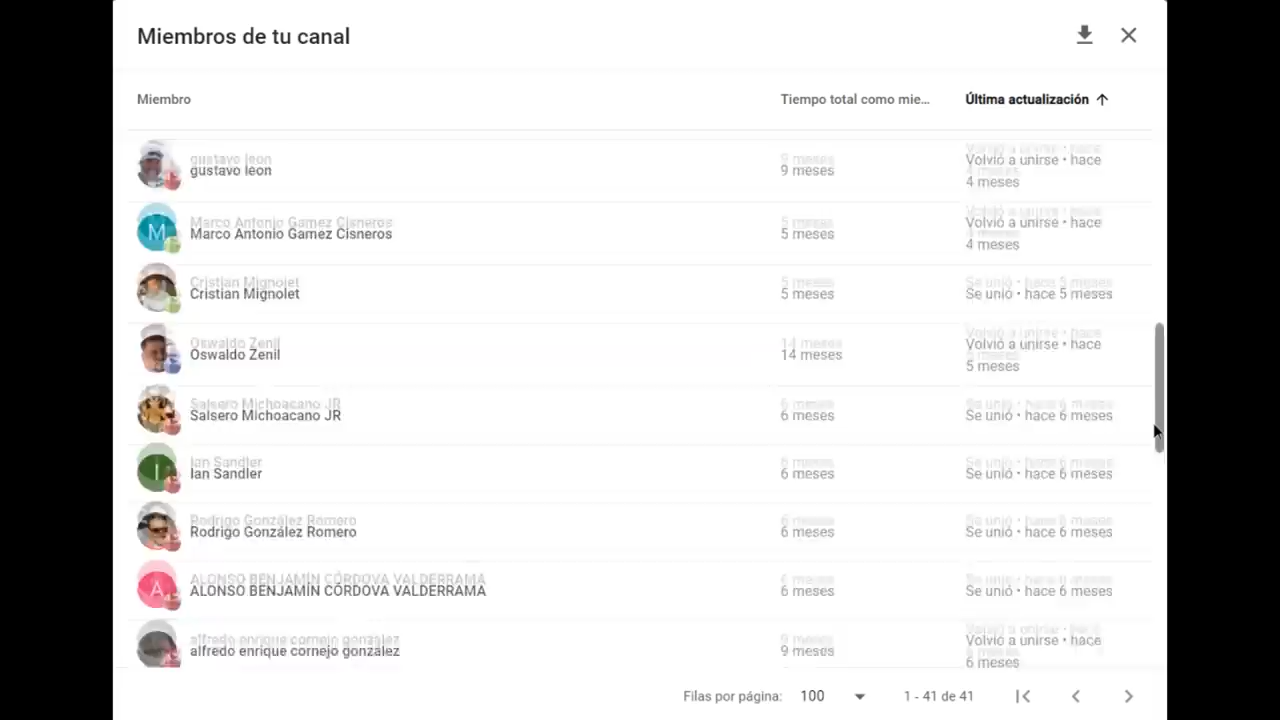 Miembros de tu canal
Miembro Tiempo total como mie... Última actualización
gustavo leon 9 meses Volvió a unirse • hace
4 meses
M Marco Antonio Gamez Cisneros 5 meses Volvió a unirse • hace
4 meses
Cristian Mignolet 5 meses Se unió • hace 5 meses
Oswaldo Zenil 14 meses Volvió a unirse • hace
5 meses
Salsero Michoacano JR 6 meses Se unió • hace 6 meses
I Ian Sandler 6 meses Se unió • hace 6 meses
Rodrigo González Romero 6 meses Se unió • hace 6 meses
A ALONSO BENJAMÍN CÓRDOVA VALDERRAMA 6 meses Se unió • hace 6 meses
alfredo enrique cornejo gonzalez 9 meses Volvió a unirse • hace
6 meses
Filas por página: 100 1 - 41 de 41